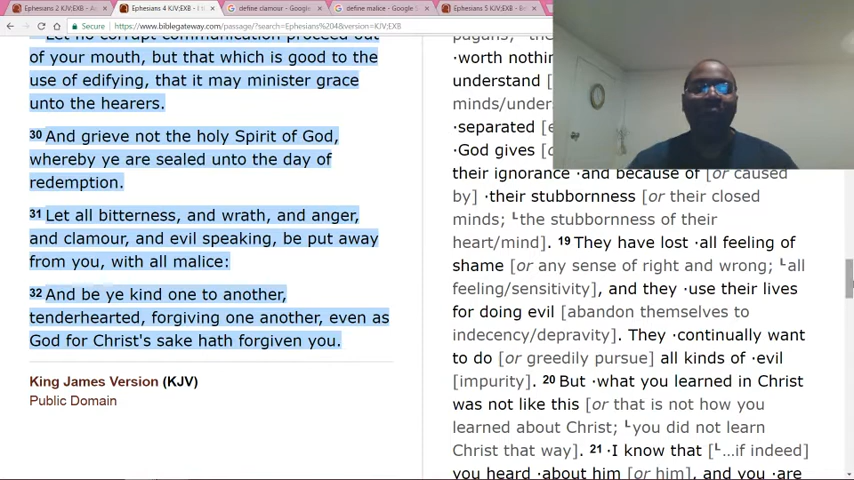 Ephesians 2 KJV;EXB - 
Ephesians 4 KJV;EXB - 
define clamour - Google
define malice - Google
Ephesians 5 KJV;EXB - 
Secure
https://www.biblegateway.com/passage/?search=Ephesians%204&version=KJV;EXB
Let no corrupt communication proceed out
of your mouth, but that which is good to the
use of edifying, that it may minister grace
unto the hearers.
30 And grieve not the holy Spirit of God,
whereby ye are sealed unto the day of
redemption.
31 Let all bitterness, and wrath, and anger,
and clamour, and evil speaking, be put away
from you, with all malice:
32 And be ye kind one to another,
tenderhearted, forgiving one another, even as
God for Christ's sake hath forgiven you.
King James Version (KJV)
Public Domain
pagans;
·worth nothin
understand [
minds/under
·separated [
·God gives [
their ignorance ·and because of [or caused
by] ·their stubbornness [or their closed
minds; ᴸthe stubbornness of their
heart/mind]. 19 They have lost ·all feeling of
shame [or any sense of right and wrong; ᴸall
feeling/sensitivity], and they ·use their lives
for doing evil [abandon themselves to
indecency/depravity]. They ·continually want
to do [or greedily pursue] all kinds of ·evil
[impurity]. 20 But ·what you learned in Christ
was not like this [or that is not how you
learned about Christ; ᴸyou did not learn
Christ that way]. 21 ·I know that [ᴸ…if indeed]
you heard ·about him [or him], and you ·are